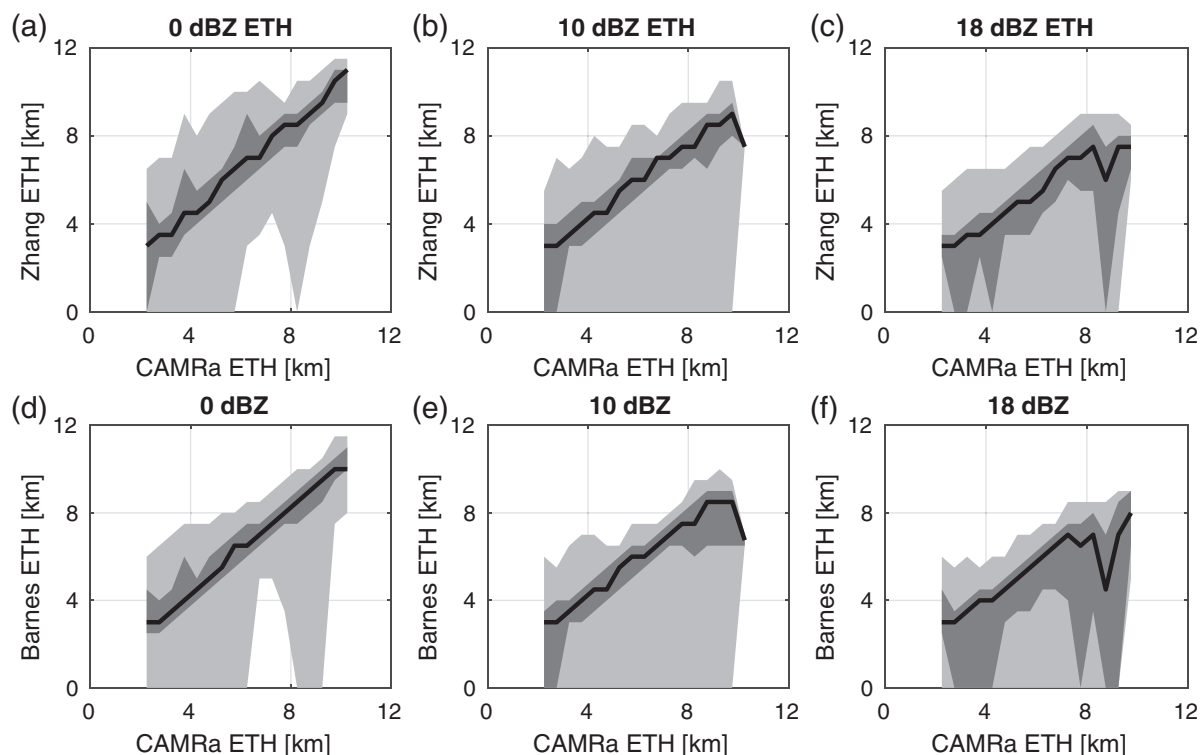 (a) 0 dBZ ETH
12
8
4
0
Zhang ETH [km]
0 4 8 12
CAMRa ETH [km]
(b) 10 dBZ ETH
12
8
4
0
Zhang ETH [km]
0 4 8 12
CAMRa ETH [km]
(c) 18 dBZ ETH
12
8
4
0
Zhang ETH [km]
0 4 8 12
CAMRa ETH [km]
(d) 0 dBZ
12
8
4
0
Barnes ETH [km]
0 4 8 12
CAMRa ETH [km]
(e) 10 dBZ
12
8
4
0
Barnes ETH [km]
0 4 8 12
CAMRa ETH [km]
(f) 18 dBZ
12
8
4
0
Barnes ETH [km]
0 4 8 12
CAMRa ETH [km]